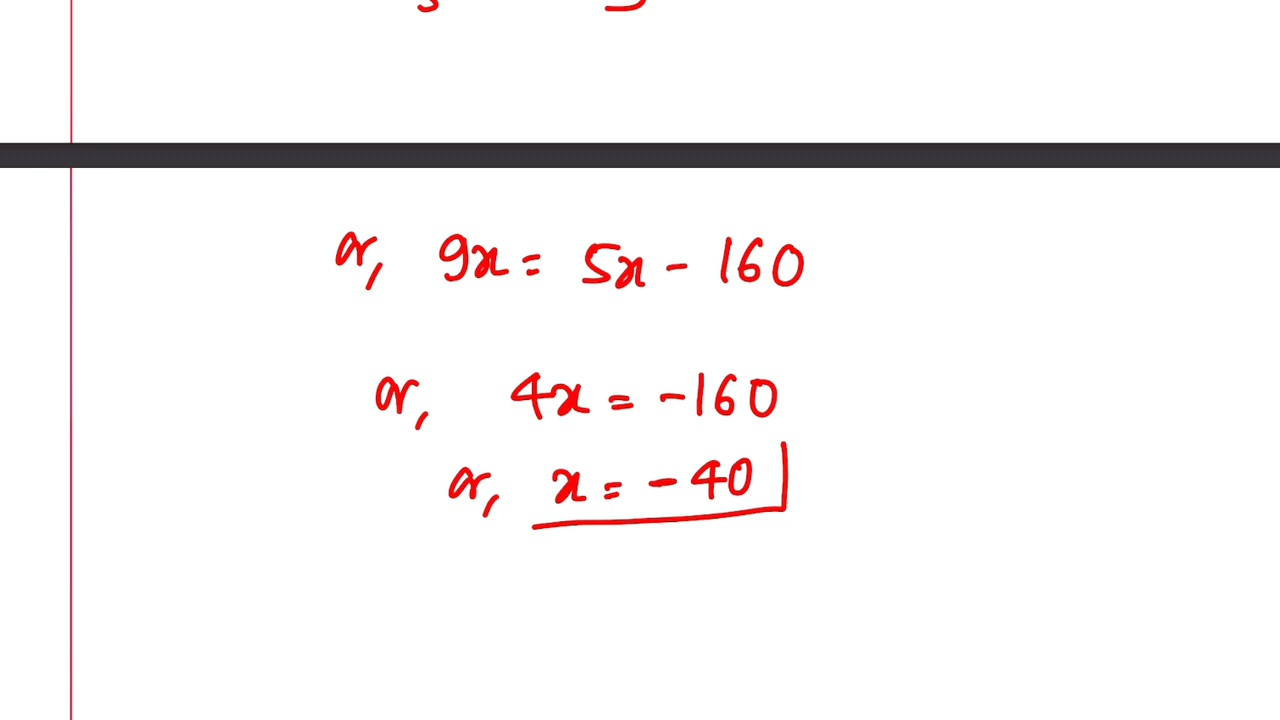 or, 9x = 5x - 160
or, 4x = -160
or, x = -40